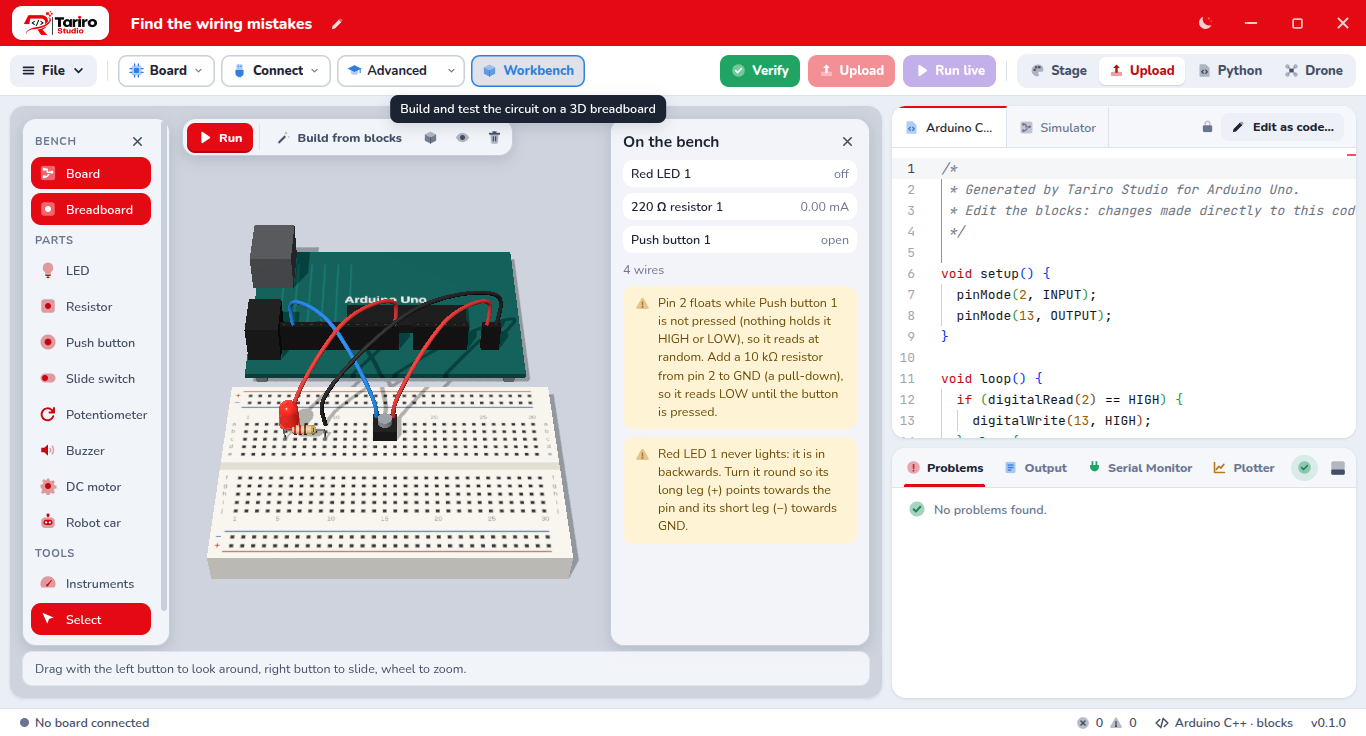 Tariro
Studio
Find the wiring mistakes
File
Board
Connect
Advanced
Workbench
Verify
Upload
Run live
Stage
Upload
Python
Drone
Build and test the circuit on a 3D breadboard
BENCH
Board
Breadboard
PARTS
LED
Resistor
Push button
Slide switch
Potentiometer
Buzzer
DC motor
Robot car
TOOLS
Instruments
Select
Run
Build from blocks
Arduino Uno
On the bench
Red LED 1 off
220 Ω resistor 1 0.00 mA
Push button 1 open
4 wires
Pin 2 floats while Push button 1
is not pressed (nothing holds it
HIGH or LOW), so it reads at
random. Add a 10 kΩ resistor
from pin 2 to GND (a pull-down),
so it reads LOW until the button
is pressed.
Red LED 1 never lights: it is in
backwards. Turn it round so its
long leg (+) points towards the
pin and its short leg (−) towards
GND.
Drag with the left button to look around, right button to slide, wheel to zoom.
Arduino C...
Simulator
Edit as code...
1 /*
2 * Generated by Tariro Studio for Arduino Uno.
3 * Edit the blocks: changes made directly to this cod
4 */
5
6 void setup() {
7 pinMode(2, INPUT);
8 pinMode(13, OUTPUT);
9 }
10
11 void loop() {
12 if (digitalRead(2) == HIGH) {
13 digitalWrite(13, HIGH);
Problems
Output
Serial Monitor
Plotter
No problems found.
No board connected
0
0
Arduino C++ · blocks
v0.1.0